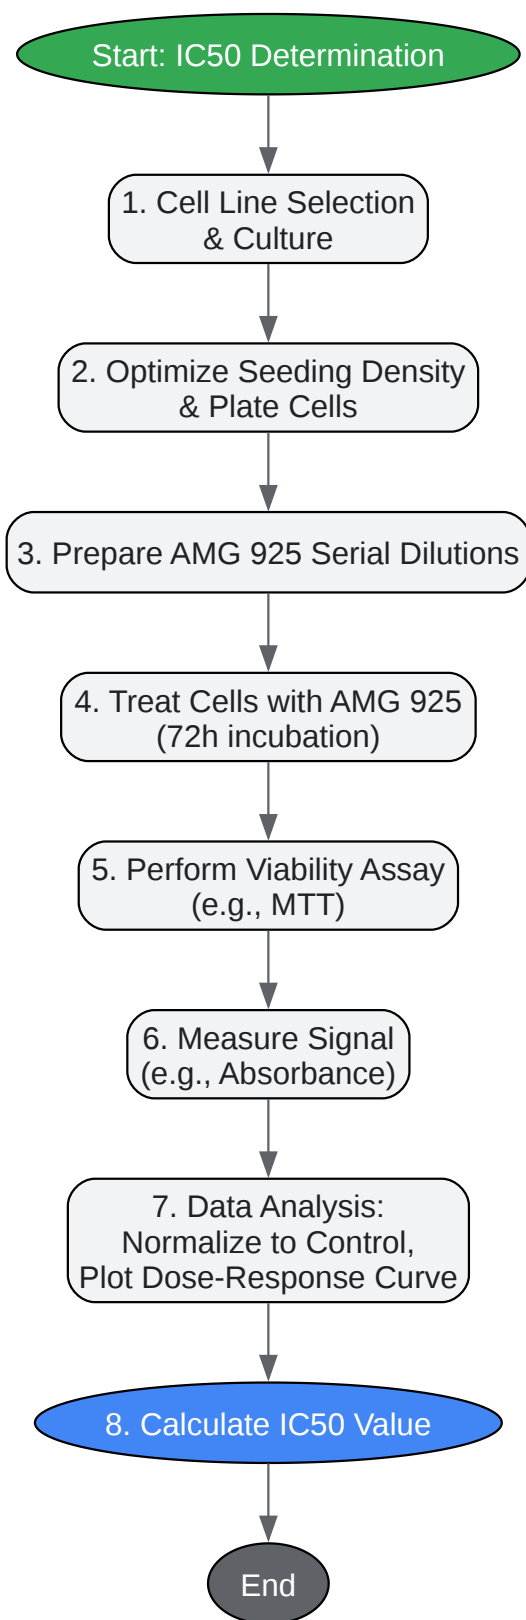 Start: IC50 Determination
1. Cell Line Selection
& Culture
2. Optimize Seeding Density
& Plate Cells
3. Prepare AMG 925 Serial Dilutions
4. Treat Cells with AMG 925
(72h incubation)
5. Perform Viability Assay
(e.g., MTT)
6. Measure Signal
(e.g., Absorbance)
7. Data Analysis:
Normalize to Control,
Plot Dose-Response Curve
8. Calculate IC50 Value
End